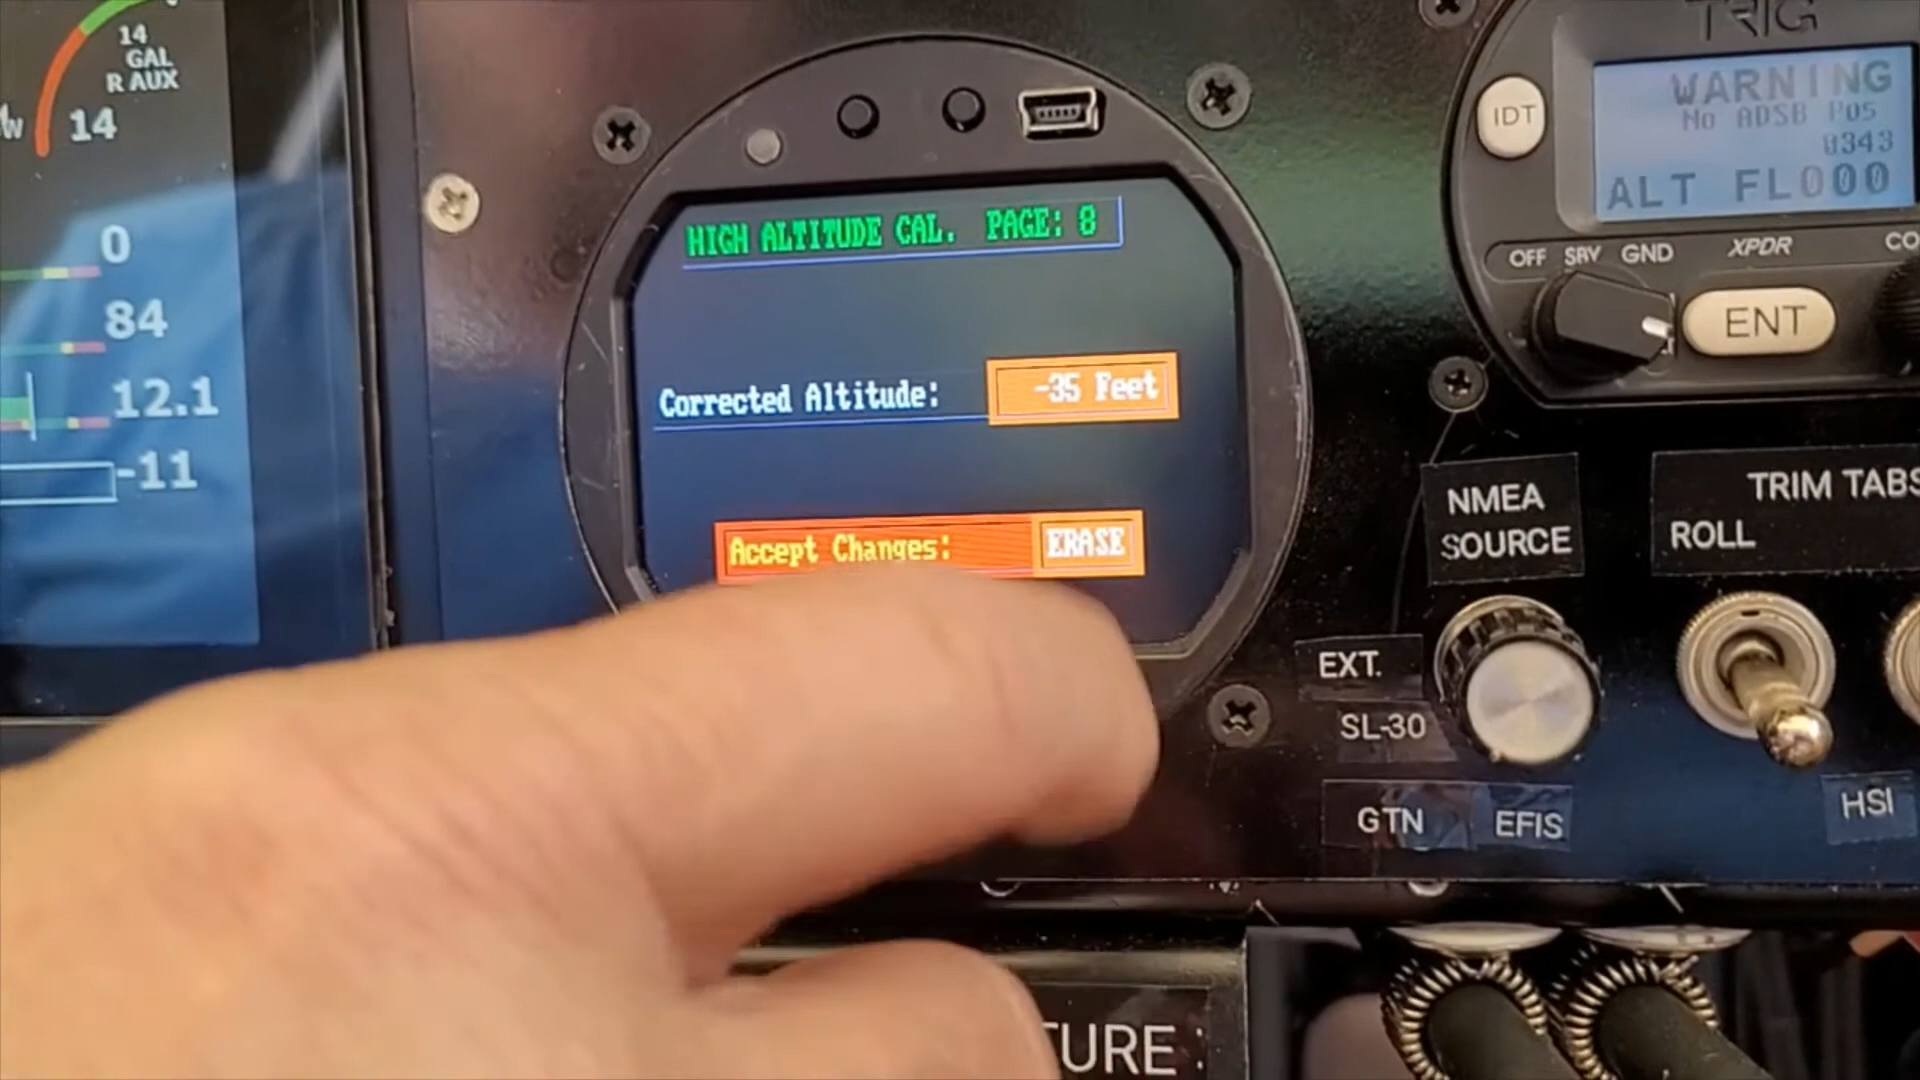 14
GAL
R AUX
14
0
84
12.1
-11
HIGH ALTITUDE CAL. PAGE: 8
Corrected Altitude: -35 Feet
Accept Changes: ERASE
TRIG
IDT
WARNING
No ADSB Pos
0343
ALT FL000
OFF SBY GND XPDR
ENT
NMEA
SOURCE
TRIM TABS
ROLL
EXT.
SL-30
GTN
EFIS
HSI
TURE: